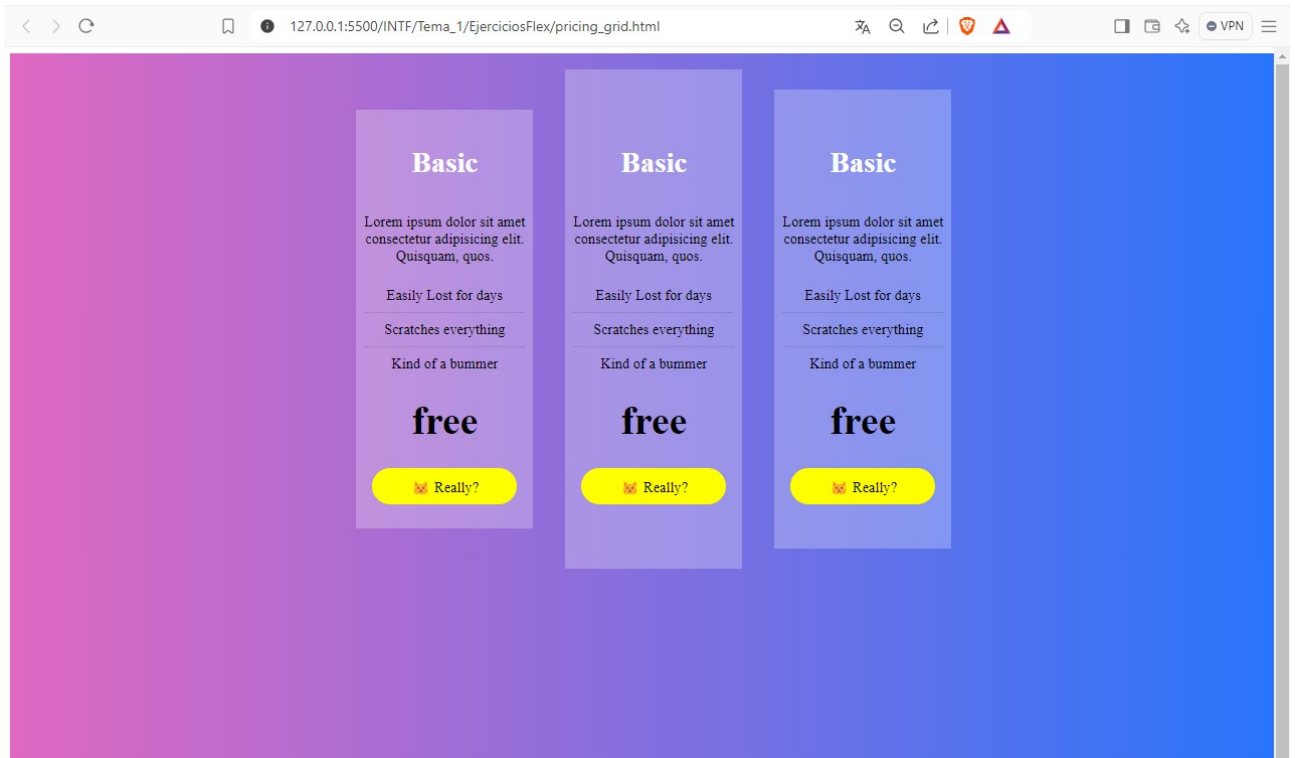 127.0.0.1:5500/INTF/Tema_1/EjerciciosFlex/pricing_grid.html
VPN
Basic
Lorem ipsum dolor sit amet
consectetur adipisicing elit.
Quisquam, quos.
Easily Lost for days
Scratches everything
Kind of a bummer
free
Really?
Basic
Lorem ipsum dolor sit amet
consectetur adipisicing elit.
Quisquam, quos.
Easily Lost for days
Scratches everything
Kind of a bummer
free
Really?
Basic
Lorem ipsum dolor sit amet
consectetur adipisicing elit.
Quisquam, quos.
Easily Lost for days
Scratches everything
Kind of a bummer
free
Really?